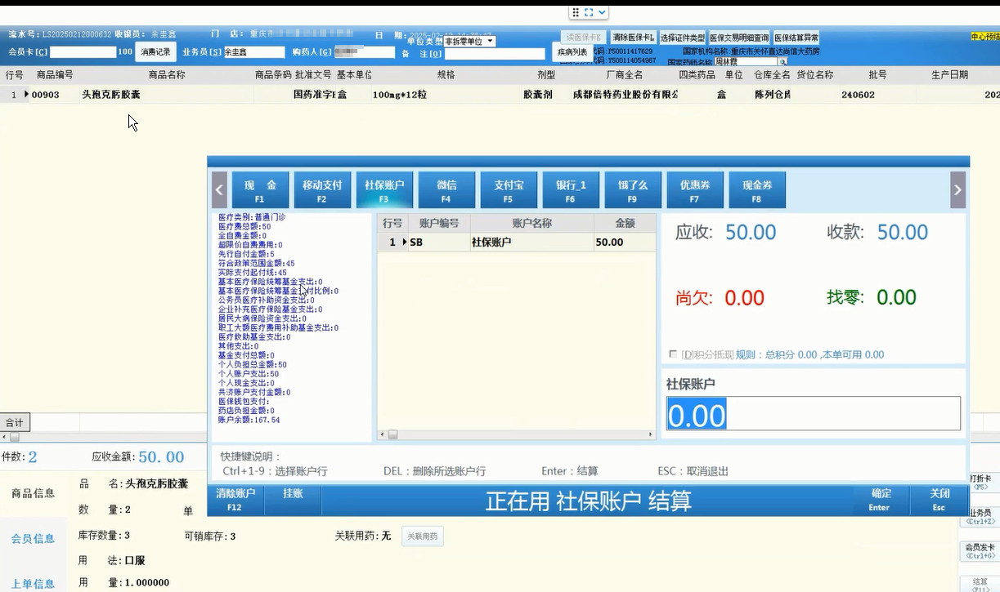 流水号: LS20250212000632 收银员: 余圭鑫 门 店: 重庆市 日 期: 2025-02-12 单位类型 非拆零单位 读医保卡 清除医保卡 选择证件类型 医保交易明细查询 医保结算异常
会员卡[C] 100 消费记录 业务员[S] 余圭鑫 购药人[G] 备 注[Q] 疾病列表 代码: P50011417629 国家机构名称: 重庆市关怀直达尚信大药房
Y500114054967 国家药师名称 周林霞
行号 商品编号 商品名称 商品条码 批准文号 基本单位 规格 剂型 厂商全名 四类药品 单位 仓库全名 货位名称 批号 生产日期
1 00903 头孢克肟胶囊 国药准字 盒 100mg*12粒 胶囊剂 成都倍特药业股份有限公 盒 陈列仓库 240602 202
现 金 F1
移动支付 F2
社保账户 F3
微信 F4
支付宝 F5
银行_1 F6
饿了么 F9
优惠券 F7
现金券 F8
医疗类别:普通门诊
医疗费总额:50
全自费金额:0
超限价自费费用:0
先行自付金额:5
符合政策范围金额:45
实际支付起付线:45
基本医疗保险统筹基金支出:0
基本医疗保险统筹基金支付比例:0
公务员医疗补助资金支出:0
企业补充医疗保险基金支出:0
居民大病保险资金支出:0
职工大额医疗费用补助基金支出:0
医疗救助基金支出:0
其他支出:0
基金支付总额:0
个人负担总金额:50
个人账户支出:50
个人现金支出:0
共济账户支付金额:0
医保钱包支付:
药店负担金额:0
账户余额:167.54
行号 账户编号 账户名称 金额
1 SB 社保账户 50.00
应收: 50.00 收款: 50.00
尚欠: 0.00 找零: 0.00
[D]积分抵现 规则：总积分 0.00 ,本单可用 0.00
社保账户
0.00
快捷键说明：
Ctrl+1-9：选择账户行 DEL：删除所选账户行 Enter：结算 ESC：取消退出
清除账户 F12 挂账 正在用 社保账户 结算 确定 Enter 关闭 Esc
合计
件数: 2 应收金额: 50.00
商品信息
会员信息
上单信息
品 名: 头孢克肟胶囊
数 量: 2 单
库存数量: 3 可销库存: 3 关联用药: 无 关联用药
用 法: 口服
用 量: 1.000000
打折卡
<F5>
业务员
<Ctrl+Z>
会员发卡
<Ctrl+G>
结算
<F11>